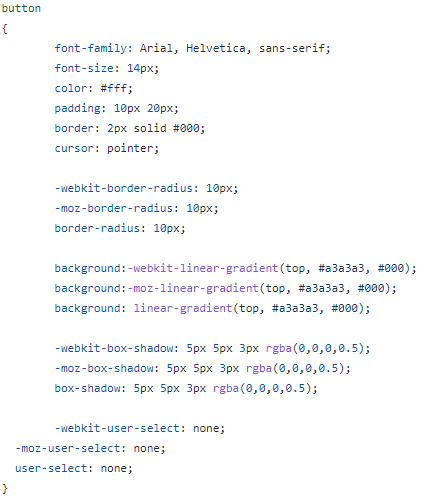 button
{
font-family: Arial, Helvetica, sans-serif;
font-size: 14px;
color: #fff;
padding: 10px 20px;
border: 2px solid #000;
cursor: pointer;
-webkit-border-radius: 10px;
-moz-border-radius: 10px;
border-radius: 10px;
background:-webkit-linear-gradient(top, #a3a3a3, #000);
background:-moz-linear-gradient(top, #a3a3a3, #000);
background: linear-gradient(top, #a3a3a3, #000);
-webkit-box-shadow: 5px 5px 3px rgba(0,0,0,0.5);
-moz-box-shadow: 5px 5px 3px rgba(0,0,0,0.5);
box-shadow: 5px 5px 3px rgba(0,0,0,0.5);
-webkit-user-select: none;
-moz-user-select: none;
user-select: none;
}